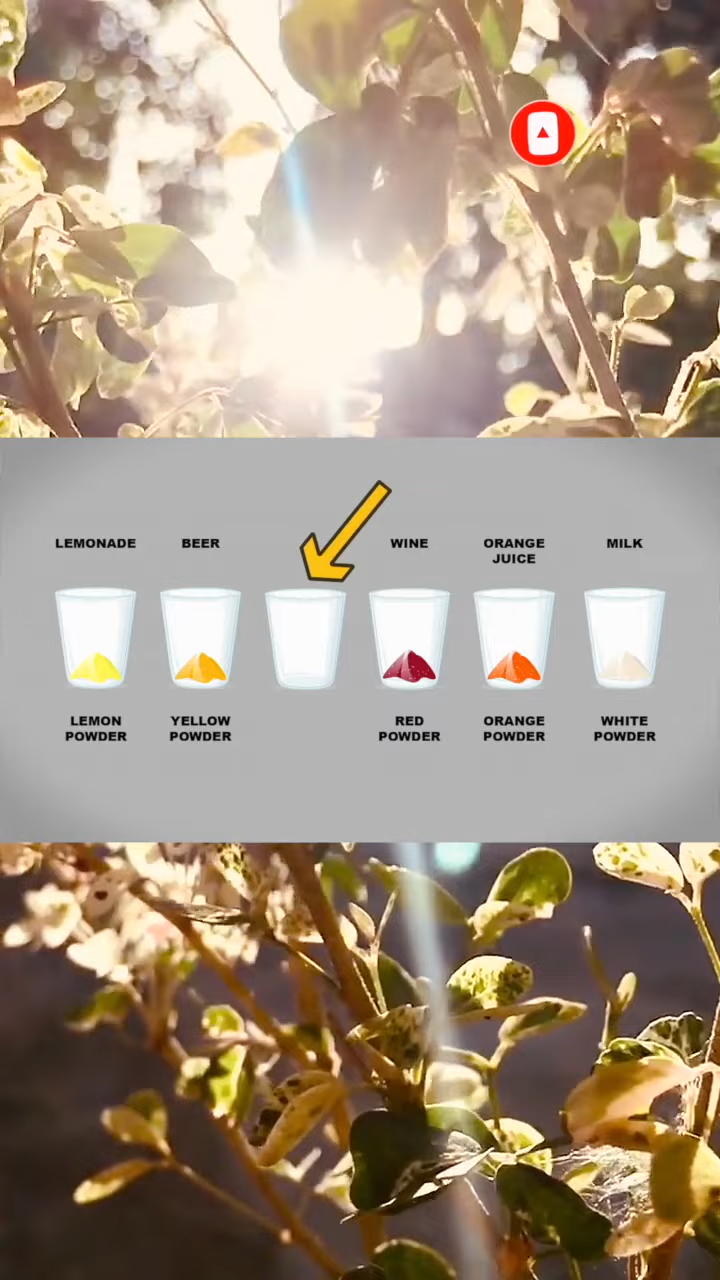 LEMONADE
BEER
WINE
ORANGE
JUICE
MILK
LEMON
POWDER
YELLOW
POWDER
RED
POWDER
ORANGE
POWDER
WHITE
POWDER